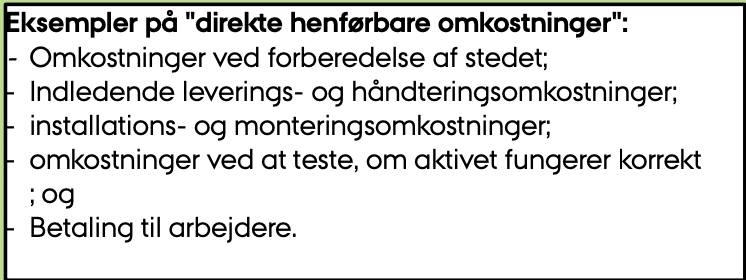 Eksempler på "direkte henførbare omkostninger":
- Omkostninger ved forberedelse af stedet;
- Indledende leverings- og håndteringsomkostninger;
- installations- og monteringsomkostninger;
- omkostninger ved at teste, om aktivet fungerer korrekt
; og
- Betaling til arbejdere.